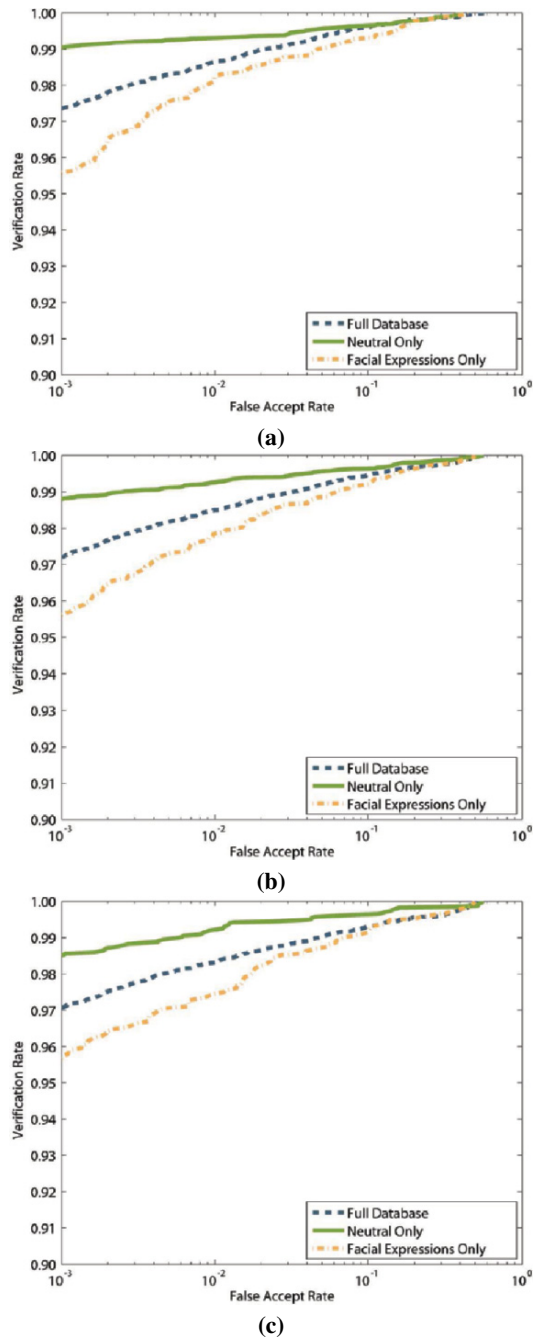 1.00
0.99
0.98
0.97
0.96
0.95
0.94
0.93
0.92
0.91
0.90
Verification Rate
Full Database
Neutral Only
Facial Expressions Only
10⁻³ 10⁻² 10⁻¹ 10⁰
False Accept Rate
(a)
1.00
0.99
0.98
0.97
0.96
0.95
0.94
0.93
0.92
0.91
0.90
Verification Rate
Full Database
Neutral Only
Facial Expressions Only
10⁻³ 10⁻² 10⁻¹ 10⁰
False Accept Rate
(b)
1.00
0.99
0.98
0.97
0.96
0.95
0.94
0.93
0.92
0.91
0.90
Verification Rate
Full Database
Neutral Only
Facial Expressions Only
10⁻³ 10⁻² 10⁻¹ 10⁰
False Accept Rate
(c)